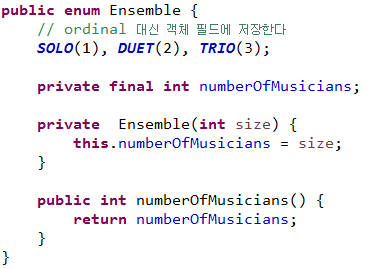 public enum Ensemble {
    // ordinal 대신 객체 필드에 저장한다
    SOLO(1), DUET(2), TRIO(3);

    private final int numberOfMusicians;

    private  Ensemble(int size) {
        this.numberOfMusicians = size;
    }

    public int numberOfMusicians() {
        return numberOfMusicians;
    }
}